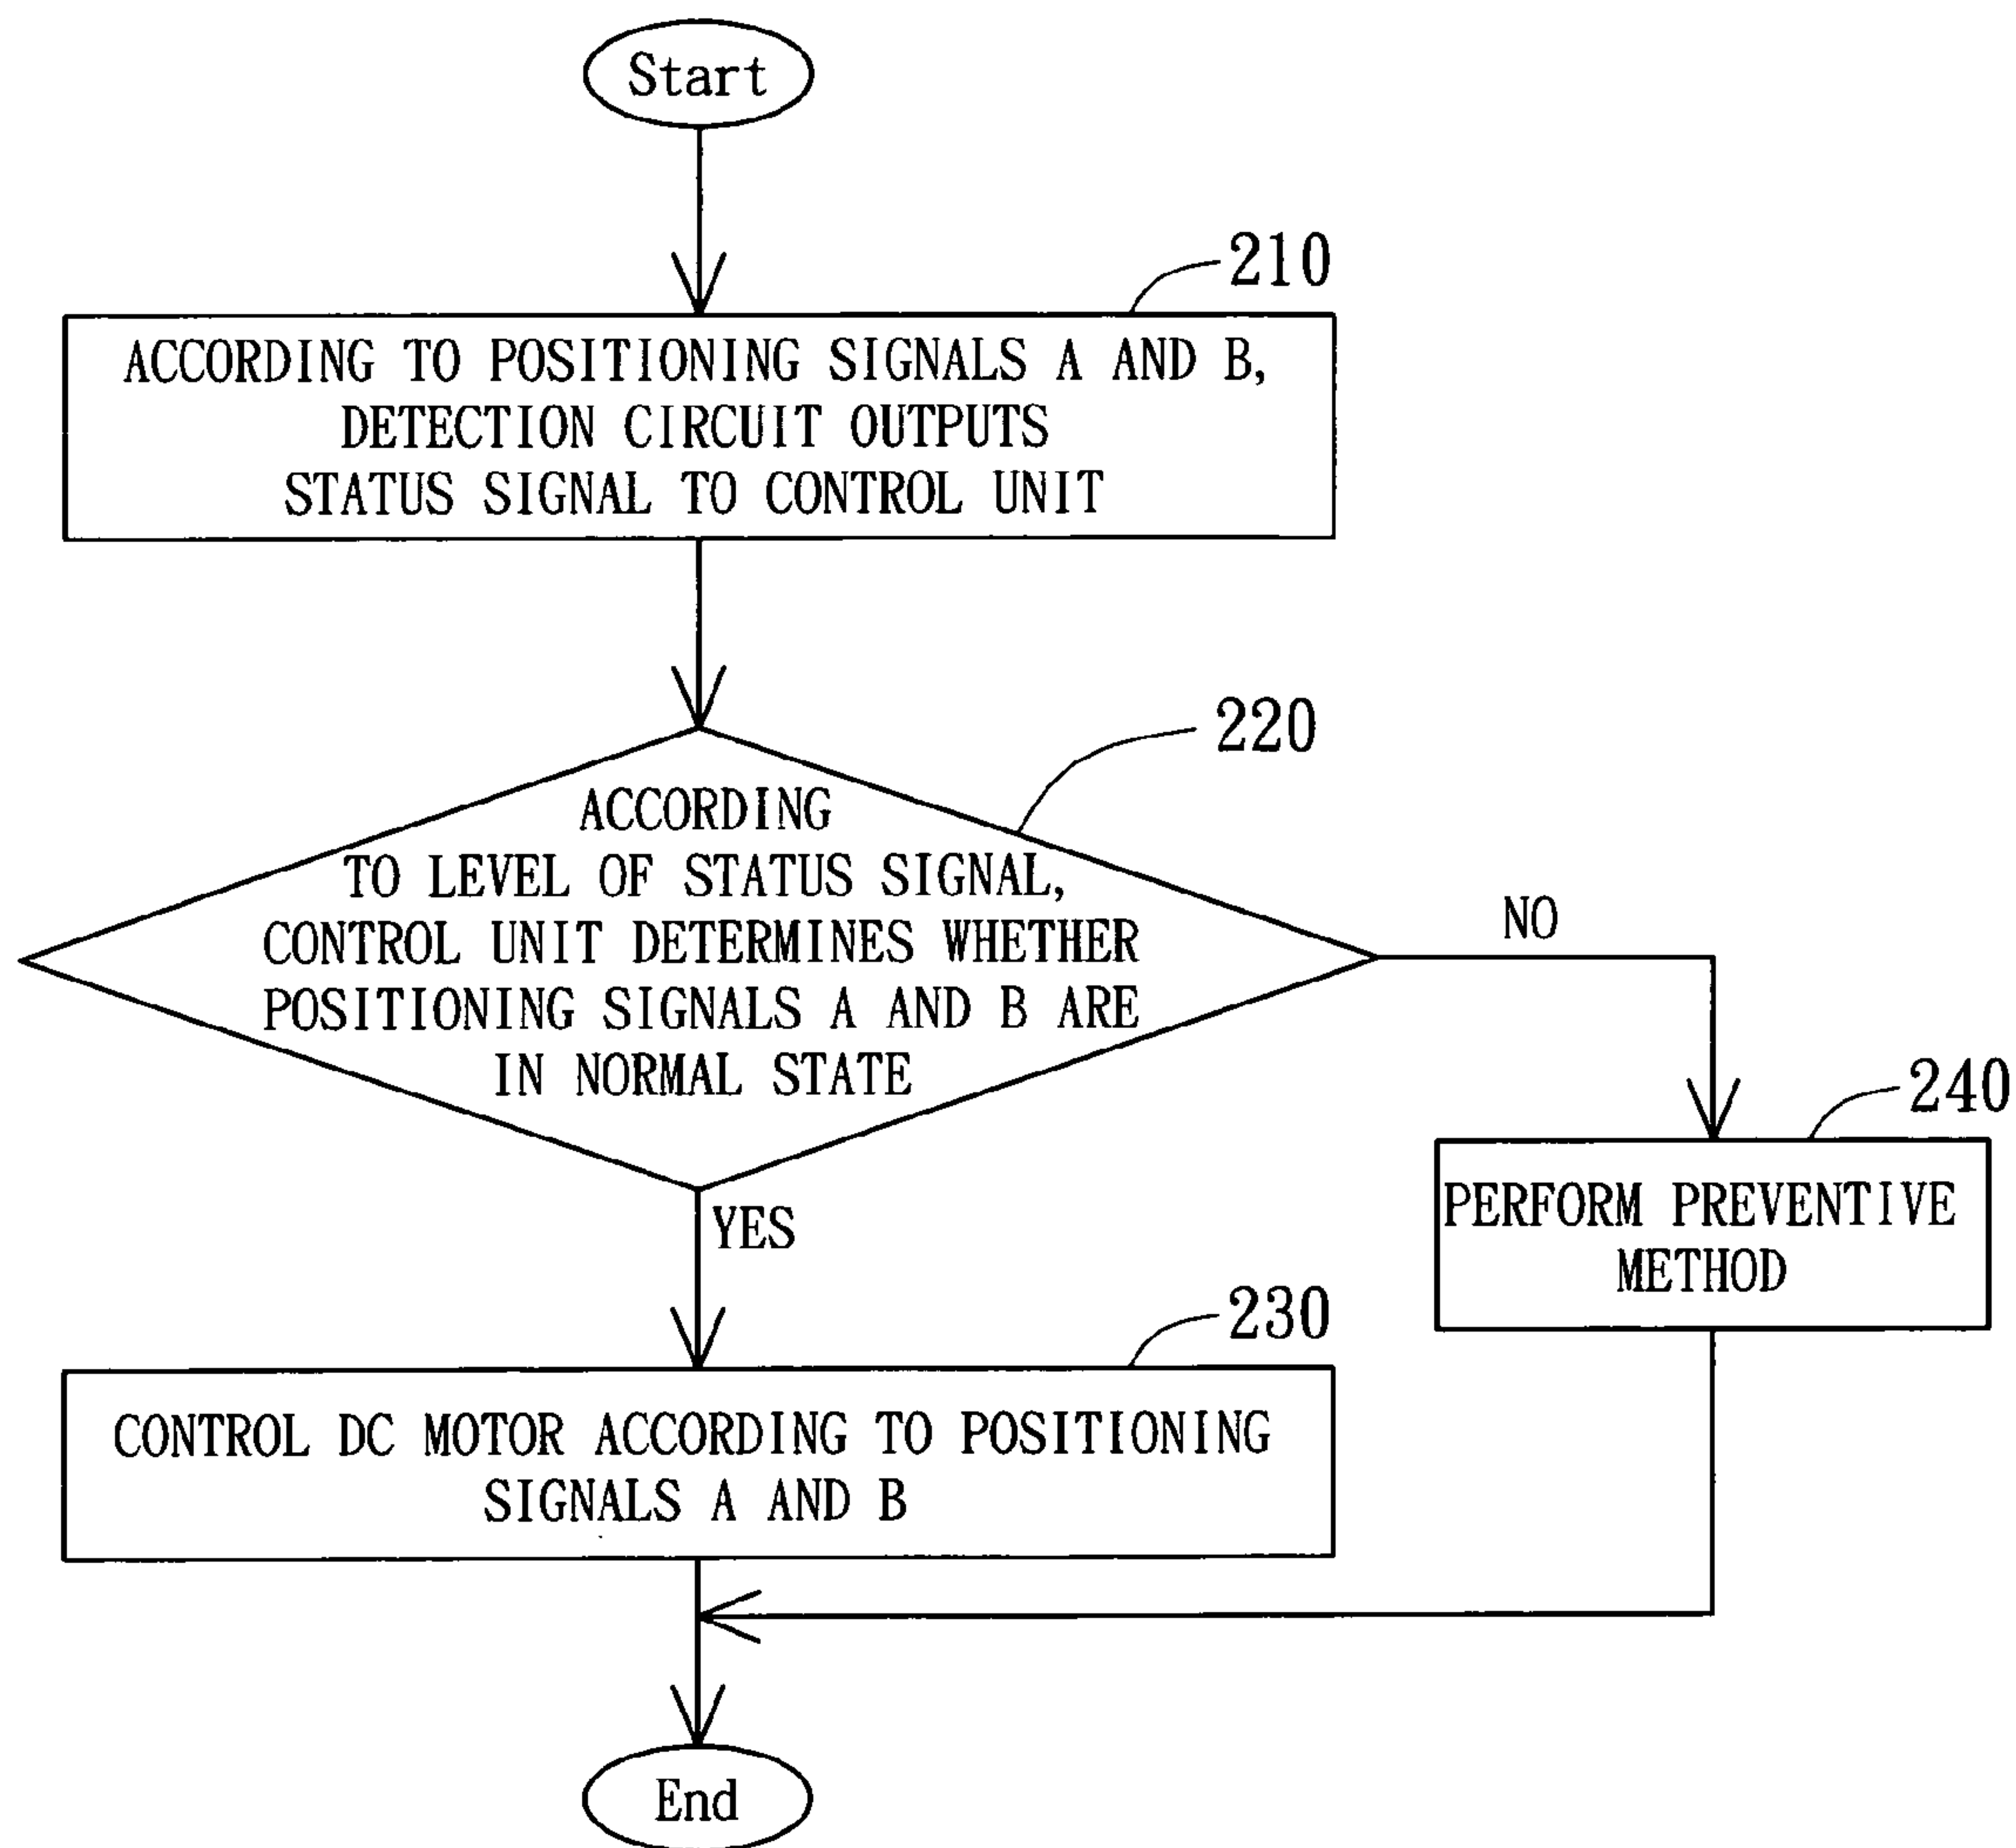 Start
210
ACCORDING TO POSITIONING SIGNALS A AND B,
DETECTION CIRCUIT OUTPUTS
STATUS SIGNAL TO CONTROL UNIT
220
ACCORDING
TO LEVEL OF STATUS SIGNAL,
CONTROL UNIT DETERMINES WHETHER
POSITIONING SIGNALS A AND B ARE
IN NORMAL STATE
NO
240
PERFORM PREVENTIVE
METHOD
YES
230
CONTROL DC MOTOR ACCORDING TO POSITIONING
SIGNALS A AND B
End